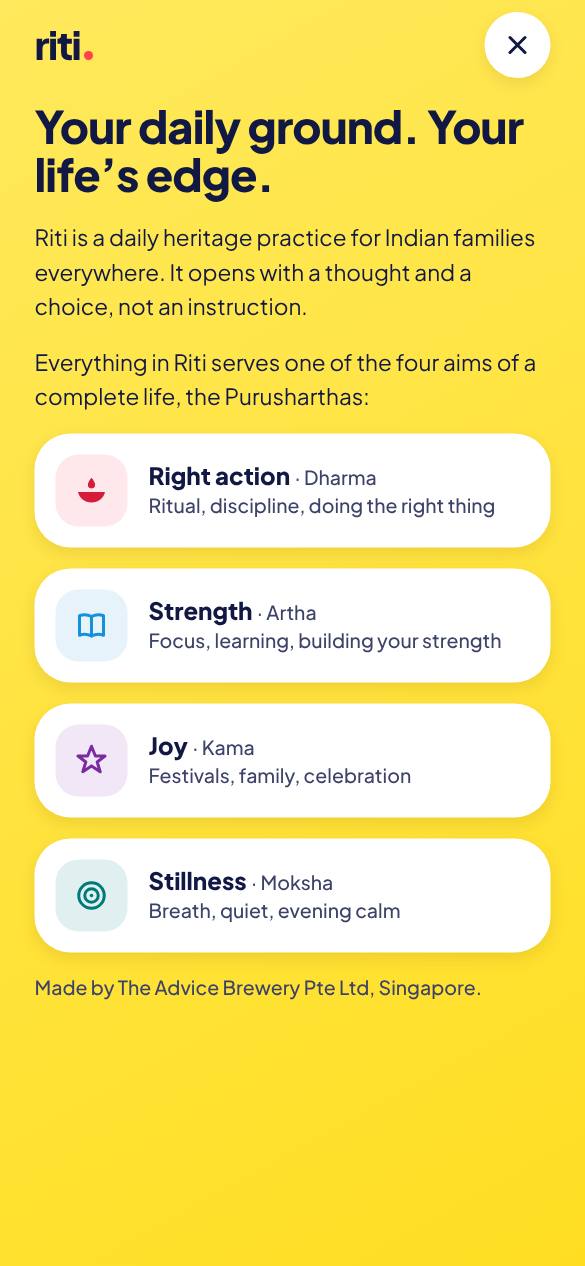 riti.
Your daily ground. Your
life’s edge.
Riti is a daily heritage practice for Indian families
everywhere. It opens with a thought and a
choice, not an instruction.
Everything in Riti serves one of the four aims of a
complete life, the Purusharthas:
Right action · Dharma
Ritual, discipline, doing the right thing
Strength · Artha
Focus, learning, building your strength
Joy · Kama
Festivals, family, celebration
Stillness · Moksha
Breath, quiet, evening calm
Made by The Advice Brewery Pte Ltd, Singapore.